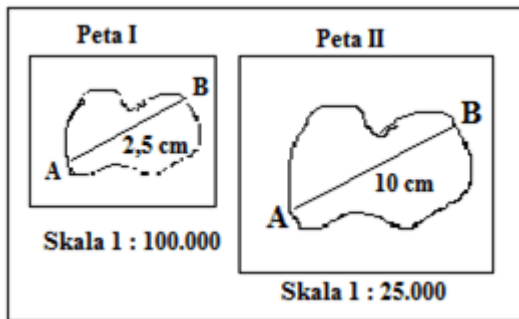 Peta I
B
2,5 cm
A
Skala 1 : 100.000
Peta II
B
10 cm
A
Skala 1 : 25.000